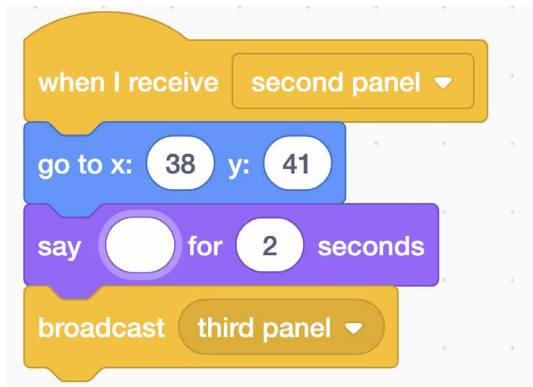 when I receive second panel
go to x: 38 y: 41
say for 2 seconds
broadcast third panel